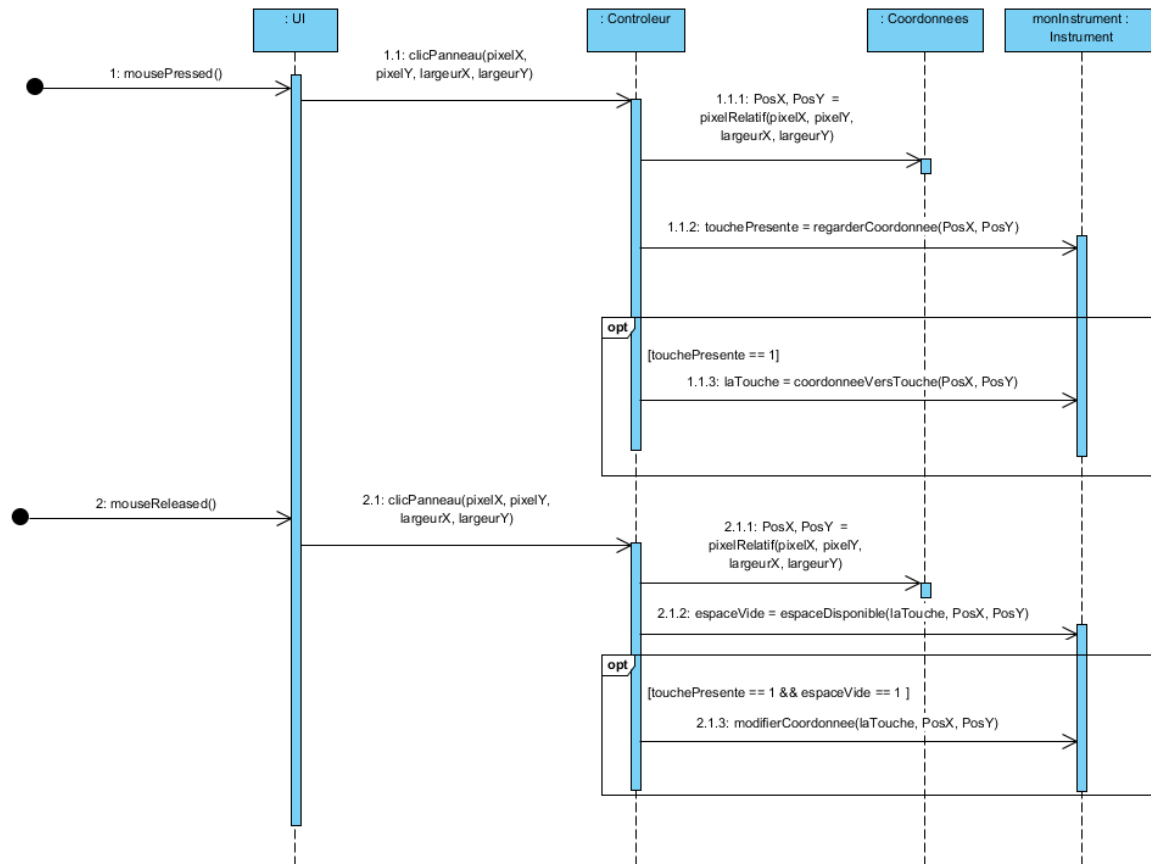 : UI
: Controleur
: Coordonnees
monInstrument :
Instrument
1: mousePressed()
1.1: clicPanneau(pixelX,
pixelY, largeurX, largeurY)
1.1.1: PosX, PosY =
pixelRelatif(pixelX, pixelY,
largeurX, largeurY)
1.1.2: touchePresente = regarderCoordonnee(PosX, PosY)
opt
[touchePresente == 1]
1.1.3: laTouche = coordonneeVersTouche(PosX, PosY)
2: mouseReleased()
2.1: clicPanneau(pixelX, pixelY,
largeurX, largeurY)
2.1.1: PosX, PosY =
pixelRelatif(pixelX, pixelY,
largeurX, largeurY)
2.1.2: espaceVide = espaceDisponible(laTouche, PosX, PosY)
opt
[touchePresente == 1 && espaceVide == 1 ]
2.1.3: modifierCoordonnee(laTouche, PosX, PosY)